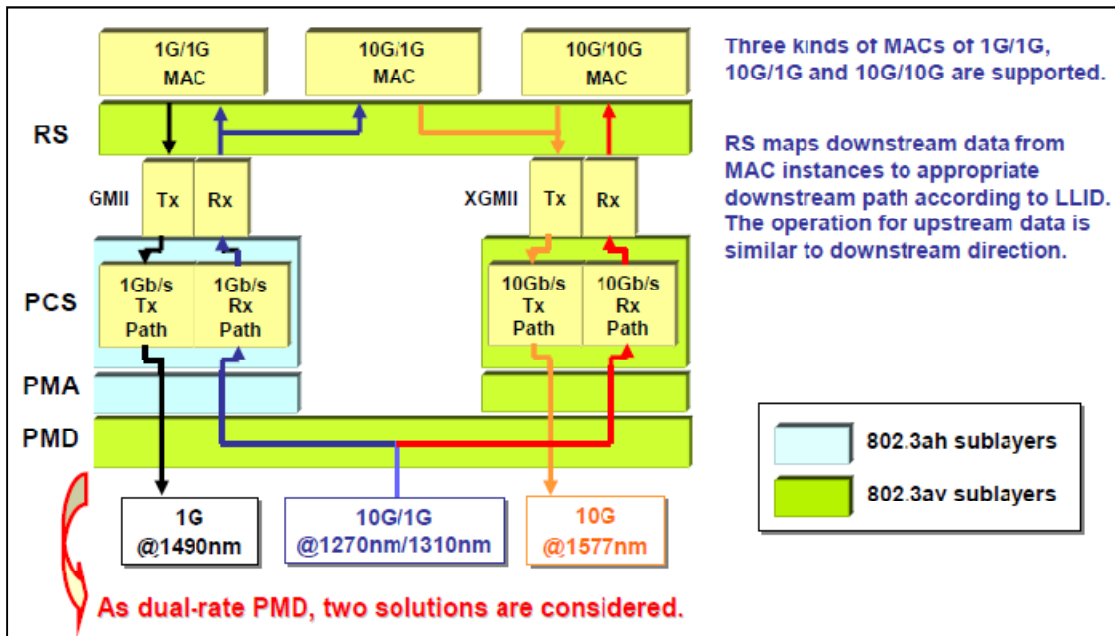 1G/1G
MAC
10G/1G
MAC
10G/10G
MAC
Three kinds of MACs of 1G/1G,
10G/1G and 10G/10G are supported.
RS
RS maps downstream data from
MAC instances to appropriate
downstream path according to LLID.
The operation for upstream data is
similar to downstream direction.
GMII
Tx
Rx
XGMII
Tx
Rx
PCS
1Gb/s
Tx
Path
1Gb/s
Rx
Path
10Gb/s
Tx
Path
10Gb/s
Rx
Path
PMA
PMD
802.3ah sublayers
802.3av sublayers
1G
@1490nm
10G/1G
@1270nm/1310nm
10G
@1577nm
As dual-rate PMD, two solutions are considered.